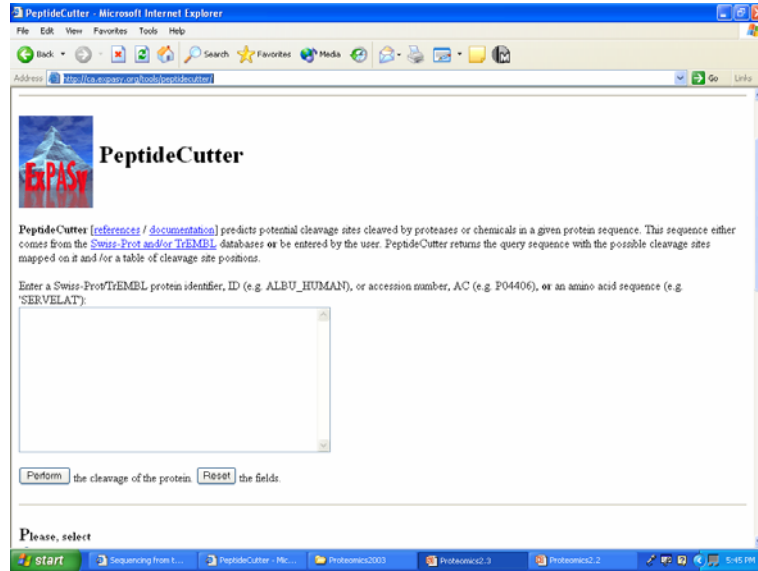 PeptideCutter - Microsoft Internet Explorer
File Edit View Favorites Tools Help
Back Search Favorites Media
Address http://ca.expasy.org/tools/peptidecutter/ Go Links
ExPASy
PeptideCutter
PeptideCutter [references / documentation] predicts potential cleavage sites cleaved by proteases or chemicals in a given protein sequence. This sequence either
comes from the Swiss-Prot and/or TrEMBL databases or be entered by the user. PeptideCutter returns the query sequence with the possible cleavage sites
mapped on it and /or a table of cleavage site positions.
Enter a Swiss-Prot/TrEMBL protein identifier, ID (e.g. ALBU_HUMAN), or accession number, AC (e.g. P04406), or an amino acid sequence (e.g.
'SERVELAT'):
Perform the cleavage of the protein. Reset the fields.
Please, select
start Sequencing from t... PeptideCutter - Mic... Proteomics2003 Proteomics2.3 Proteomics2.2 5:45 PM